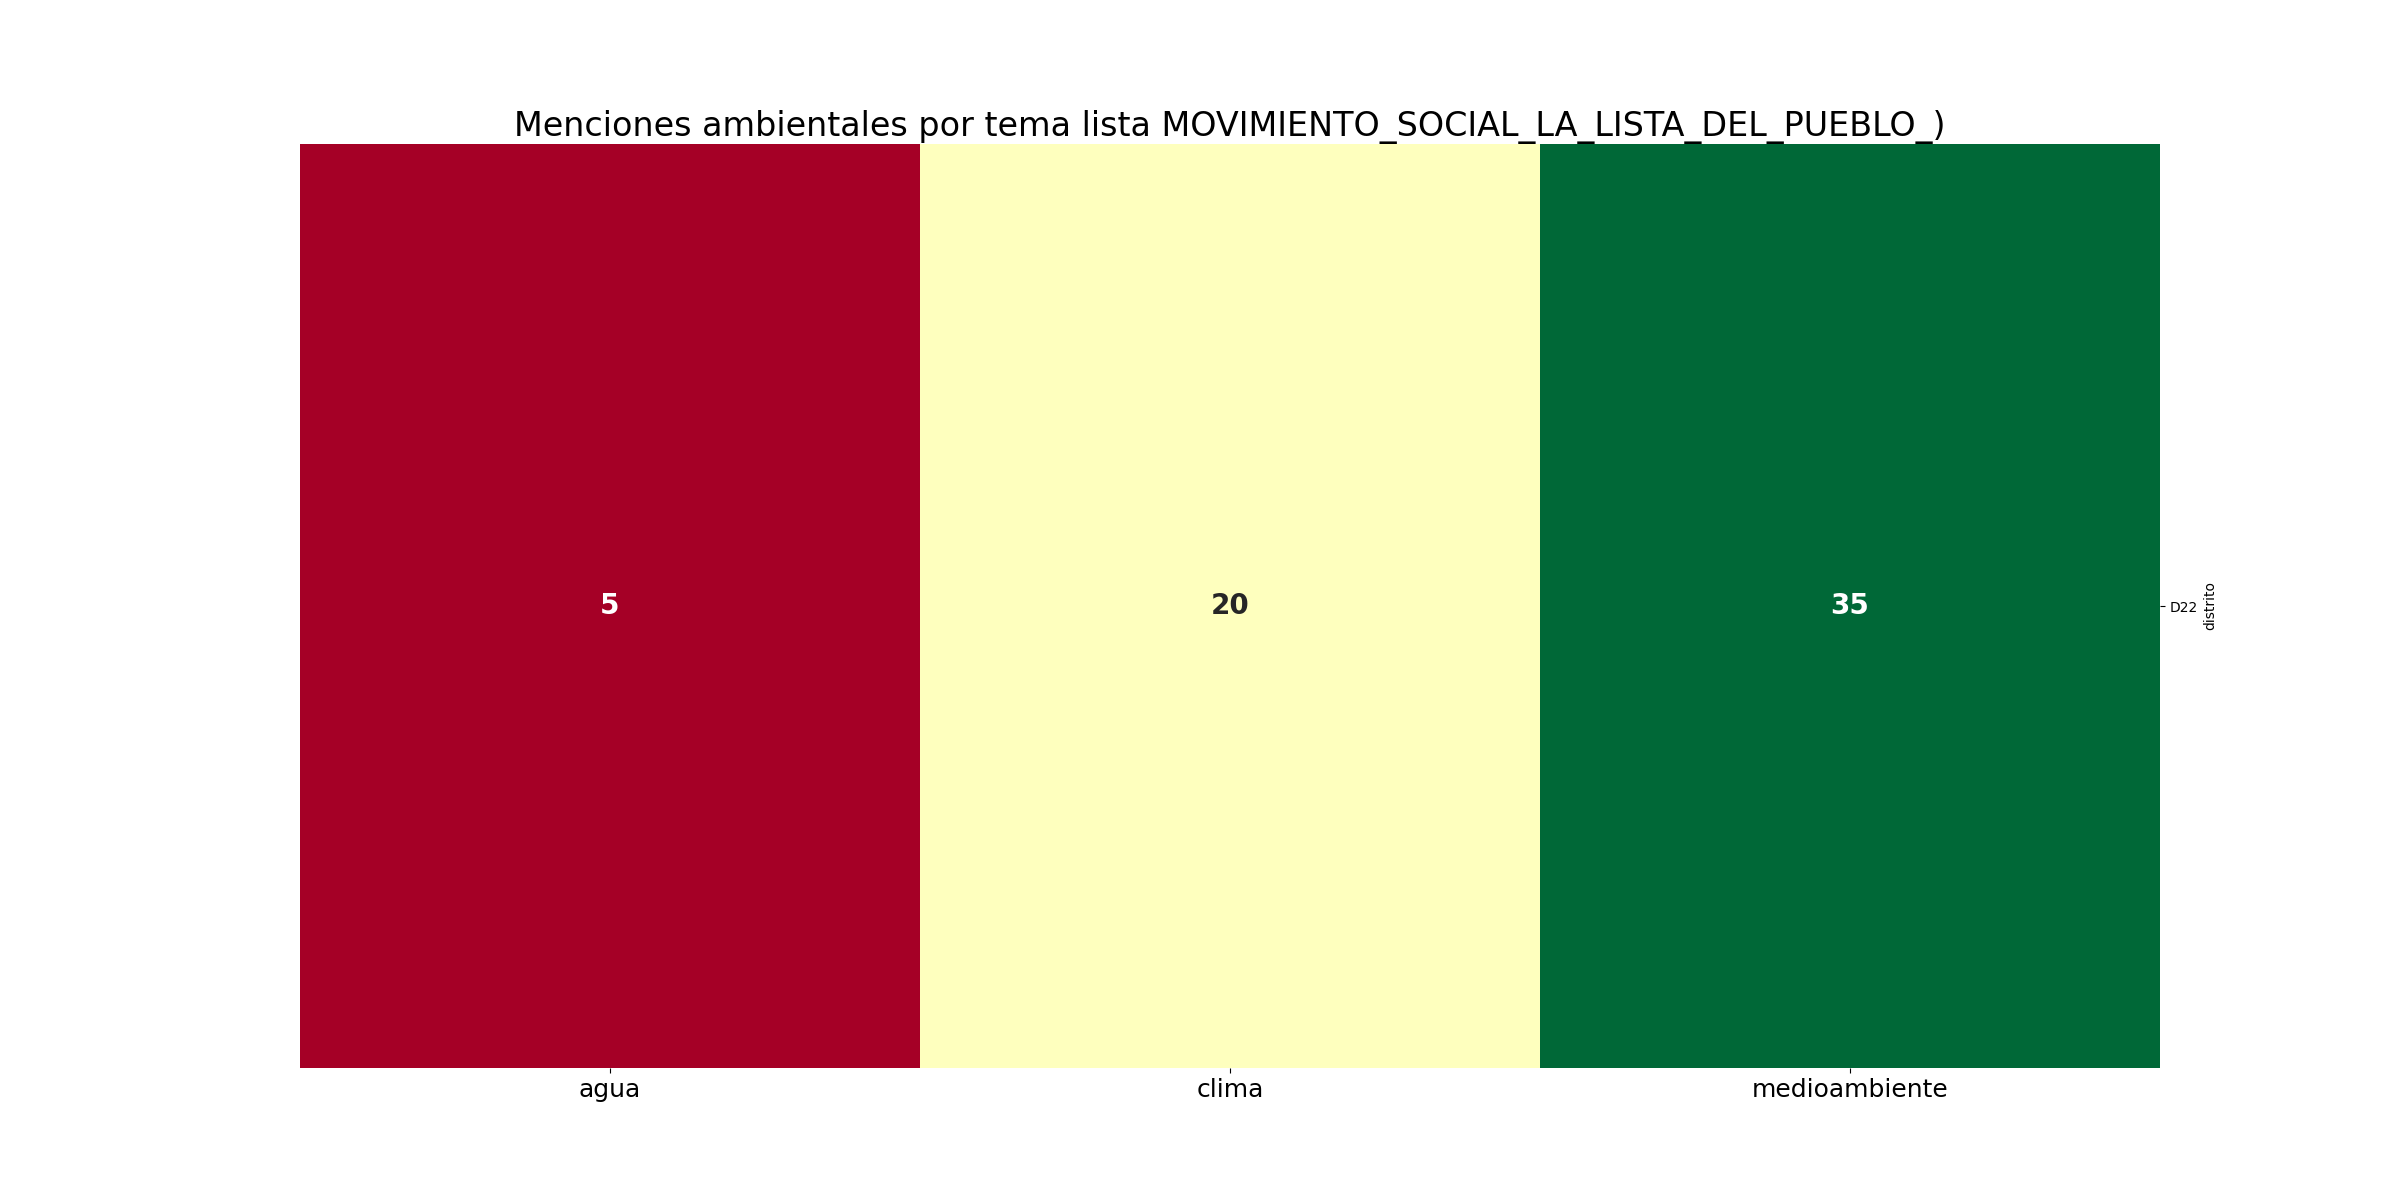 Menciones ambientales por tema lista MOVIMIENTO_SOCIAL_LA_LISTA_DEL_PUEBLO_)
5 20 35
D22
distrito
agua clima medioambiente